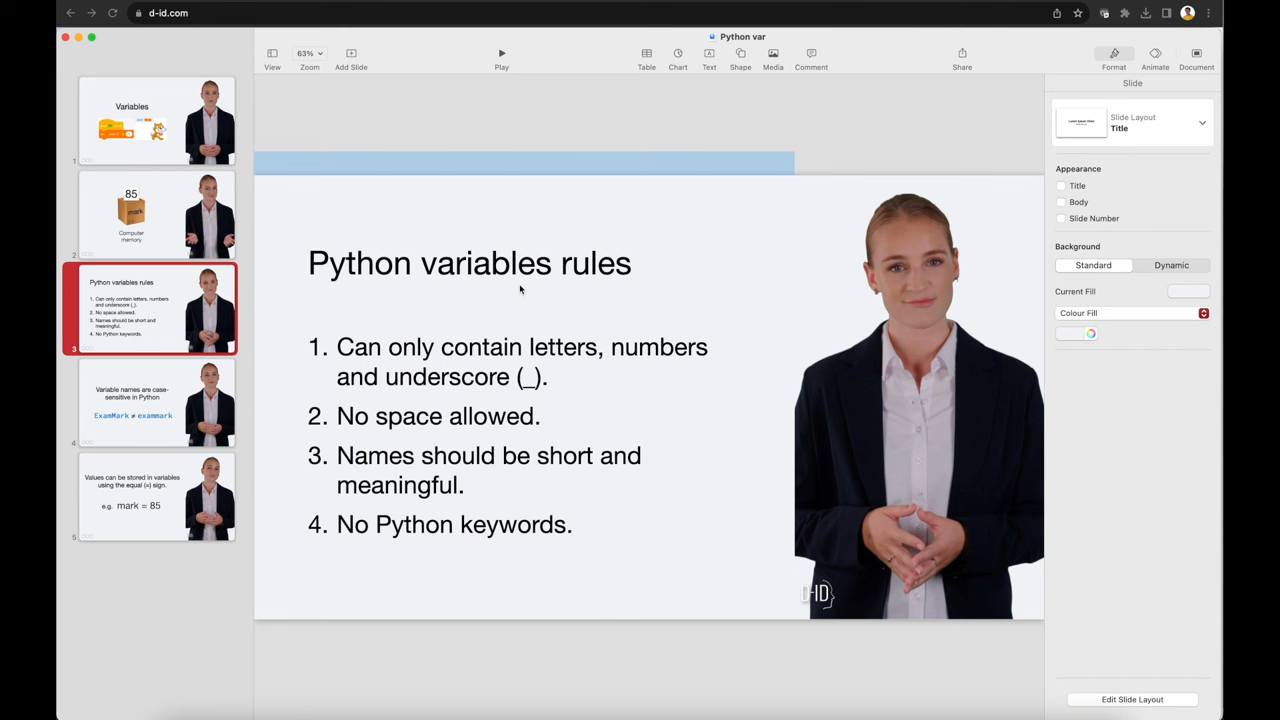 d-id.com
Python var
View
63%
Zoom
Add Slide
Play
Table
Chart
Text
Shape
Media
Comment
Share
Format
Animate
Document
Variables
1
85
mark
Computer
memory
2
Python variables rules
1. Can only contain letters, numbers
and underscore (_).
2. No space allowed.
3. Names should be short and
meaningful.
4. No Python keywords.
3
Variable names are case-
sensitive in Python
ExamMark ≠ exammark
4
Values can be stored in variables
using the equal (=) sign.
e.g. mark = 85
5
Python variables rules
1. Can only contain letters, numbers
and underscore (_).
2. No space allowed.
3. Names should be short and
meaningful.
4. No Python keywords.
D-ID
Slide
Slide Layout
Title
Appearance
Title
Body
Slide Number
Background
Standard
Dynamic
Current Fill
Colour Fill
Edit Slide Layout